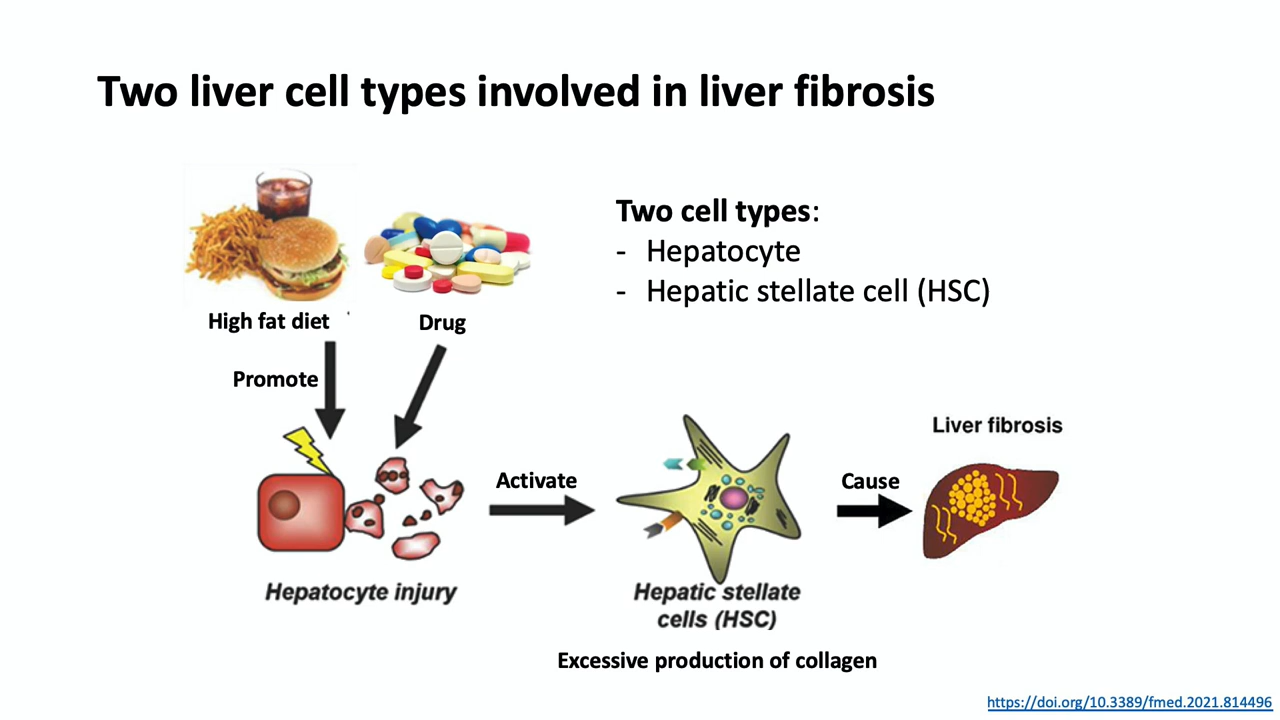 Two liver cell types involved in liver fibrosis
Two cell types:
- Hepatocyte
- Hepatic stellate cell (HSC)
High fat diet
Drug
Promote
Activate
Cause
Liver fibrosis
Hepatocyte injury
Hepatic stellate
cells (HSC)
Excessive production of collagen
https://doi.org/10.3389/fmed.2021.814496